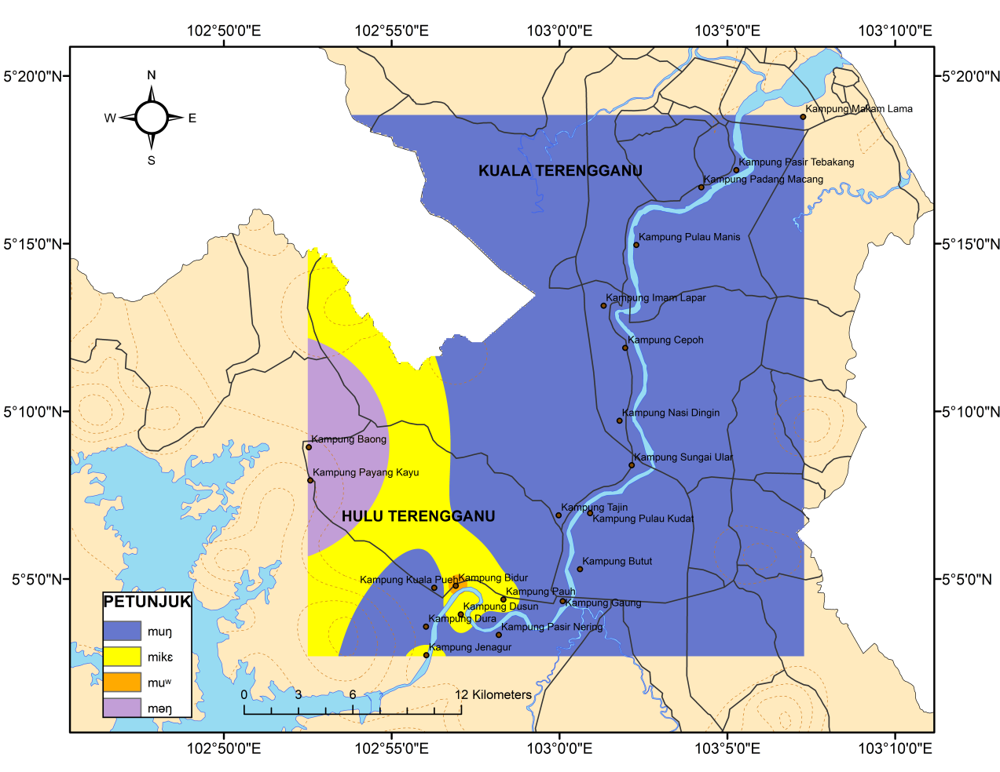 102°50'0"E 102°55'0"E 103°0'0"E 103°5'0"E 103°10'0"E
5°20'0"N 5°20'0"N
N
W E
S
Kampung Makam Lama
Kampung Pasir Tebakang
KUALA TERENGGANU
Kampung Padang Macang
5°15'0"N 5°15'0"N
Kampung Pulau Manis
Kampung Imam Lapar
Kampung Cepoh
5°10'0"N 5°10'0"N
Kampung Nasi Dingin
Kampung Baong
Kampung Sungai Ular
Kampung Payang Kayu
Kampung Tajin
HULU TERENGGANU
Kampung Pulau Kudat
Kampung Butut
5°5'0"N 5°5'0"N
Kampung Kuala Pueh
Kampung Bidur
Kampung Pauh
Kampung Gaung
Kampung Dusun
Kampung Dura
Kampung Pasir Nering
Kampung Jenagur
PETUNJUK
muŋ
mikɛ
muʷ
məŋ
0 3 6 12 Kilometers
102°50'0"E 102°55'0"E 103°0'0"E 103°5'0"E 103°10'0"E